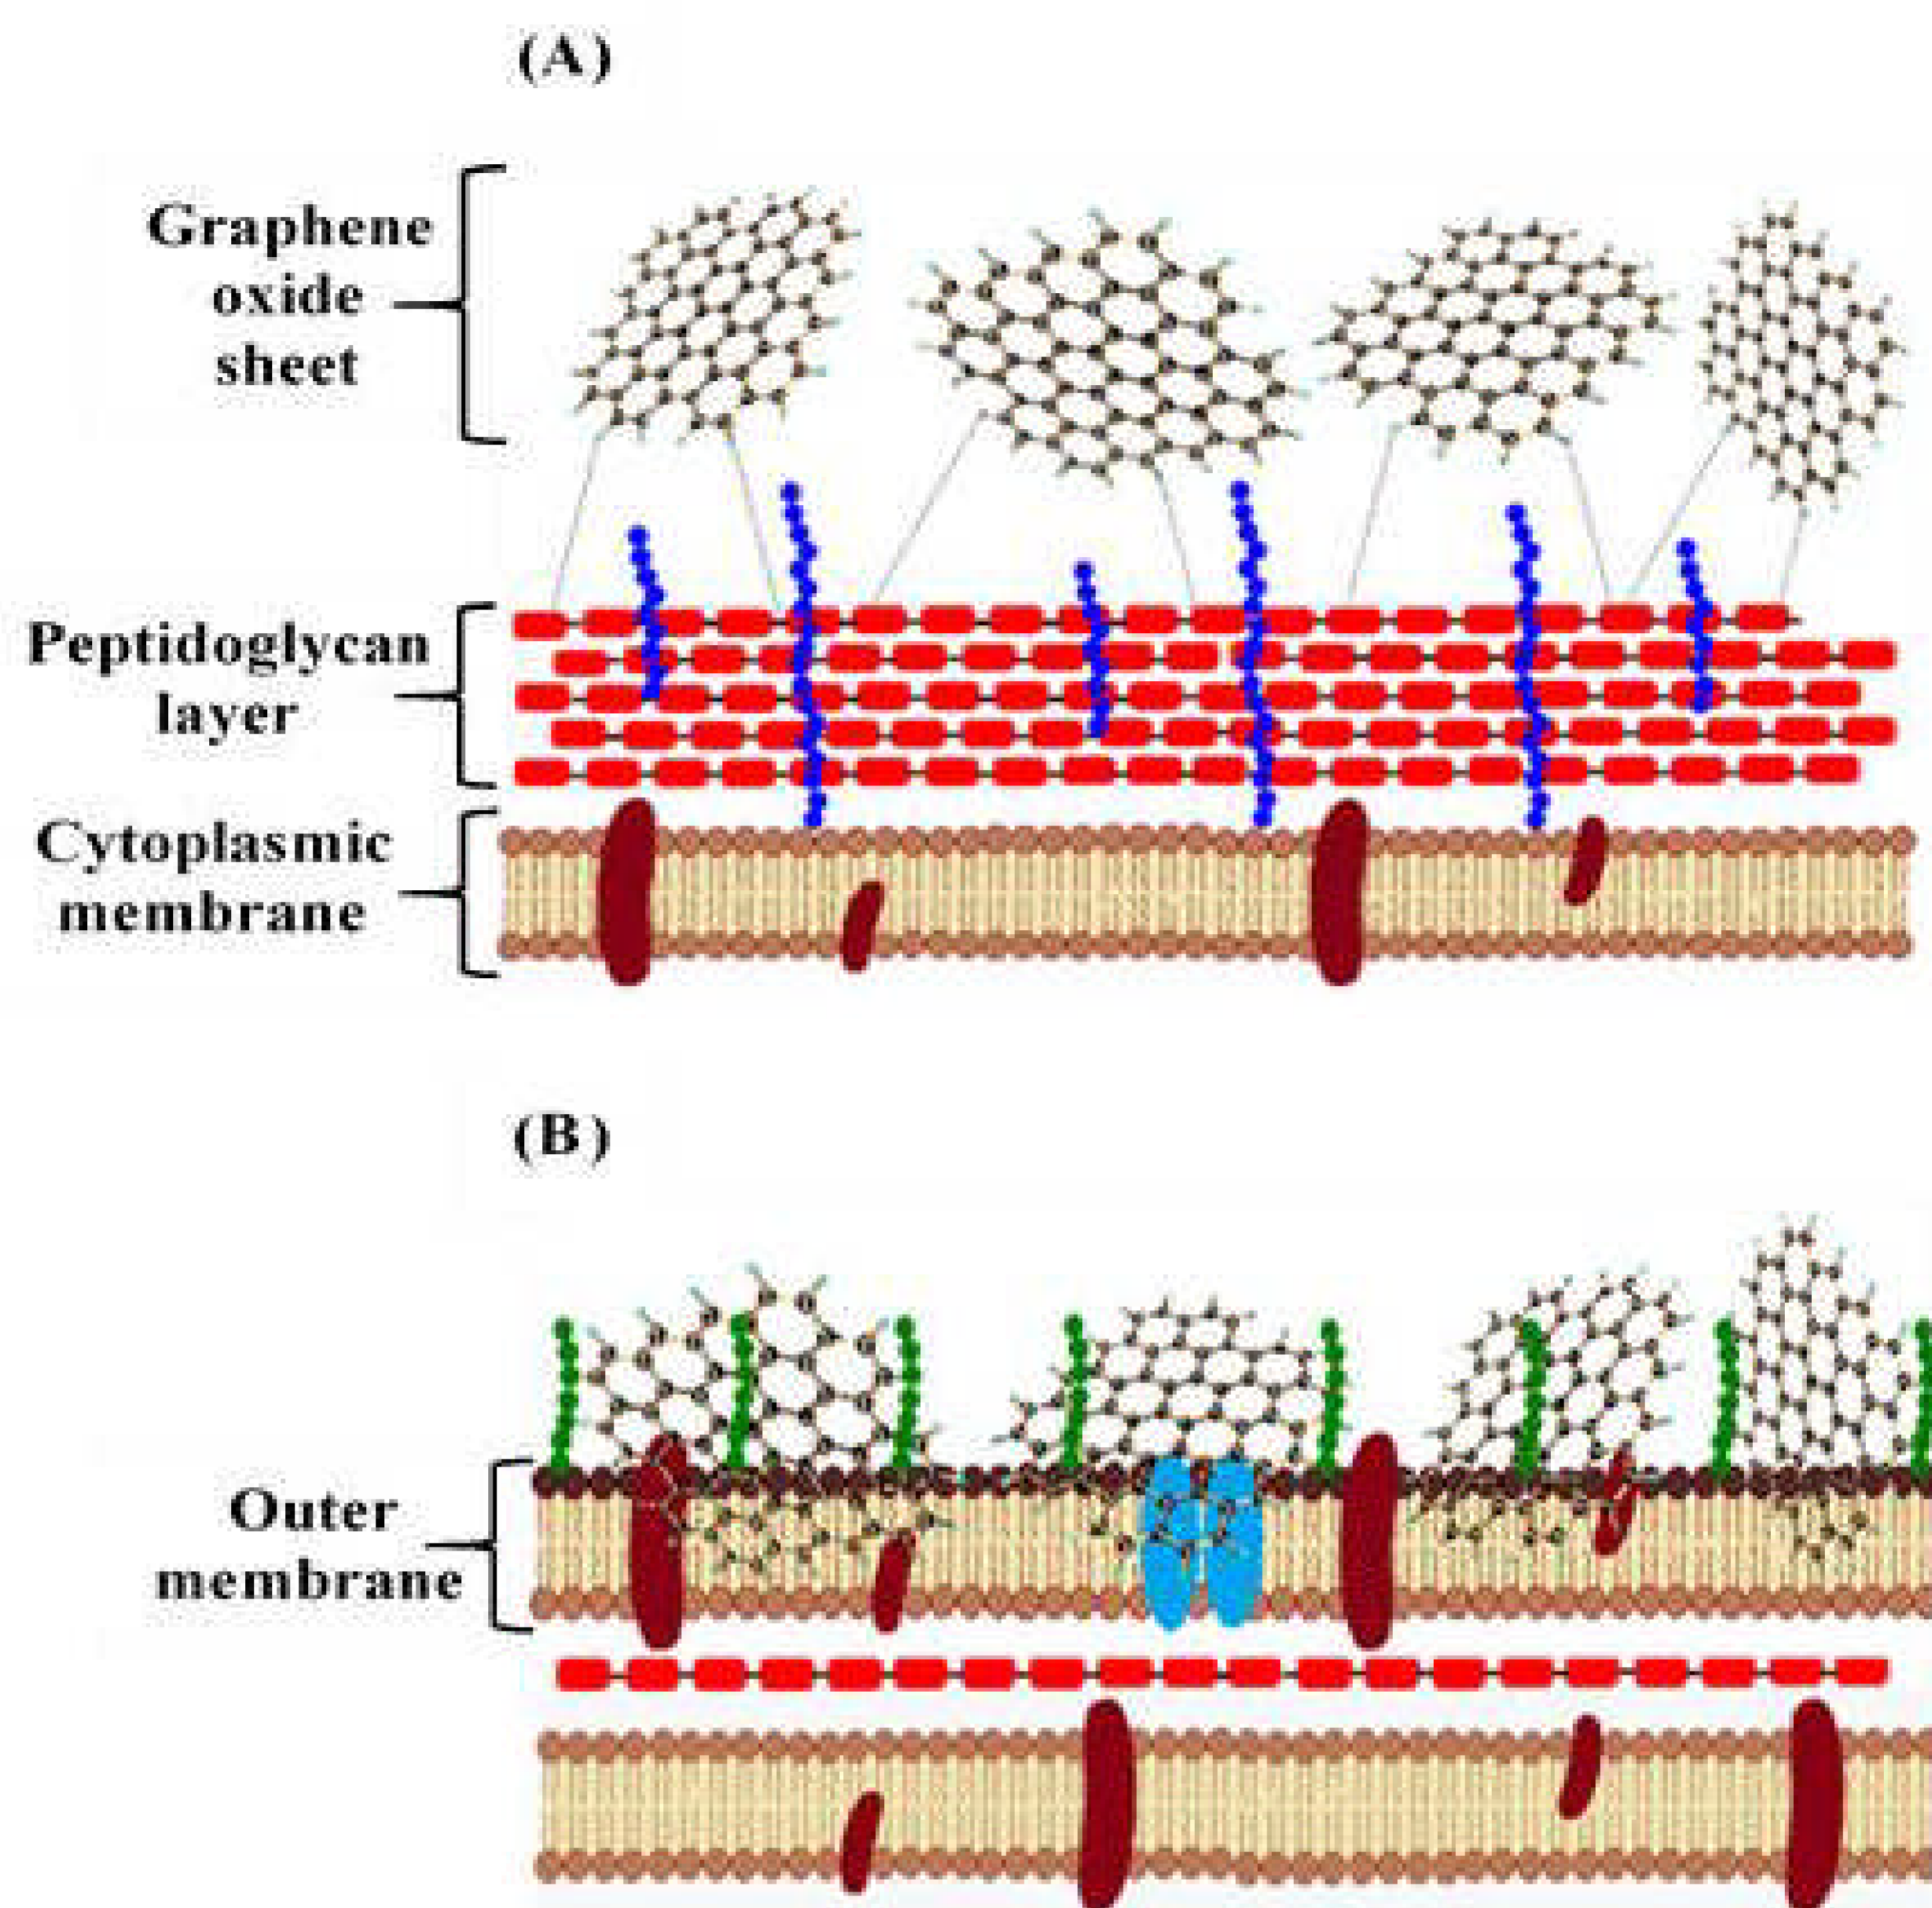 (A)
Graphene
oxide
sheet
Peptidoglycan
layer
Cytoplasmic
membrane
(B)
Outer
membrane